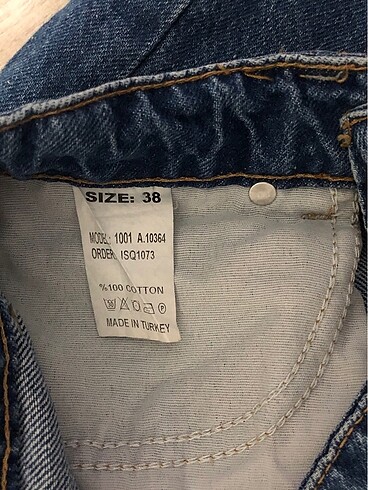 SIZE: 38
MODEL: 1001 A.10364
ORDER: ISQ1073
%100 COTTON
MADE IN TURKEY